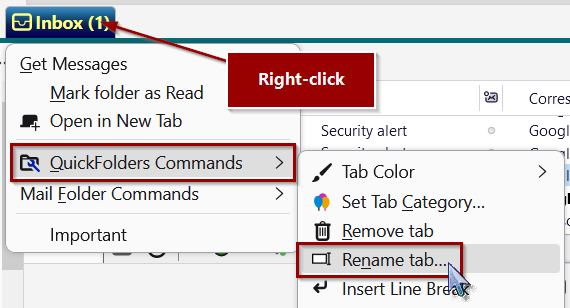 Inbox (1)
Get Messages
Right-click
Mark folder as Read
Corres
Open in New Tab
Security alert
Googl
QuickFolders Commands
Tab Color
Mail Folder Commands
Set Tab Category...
Remove tab
Important
Rename tab...
Insert Line Break